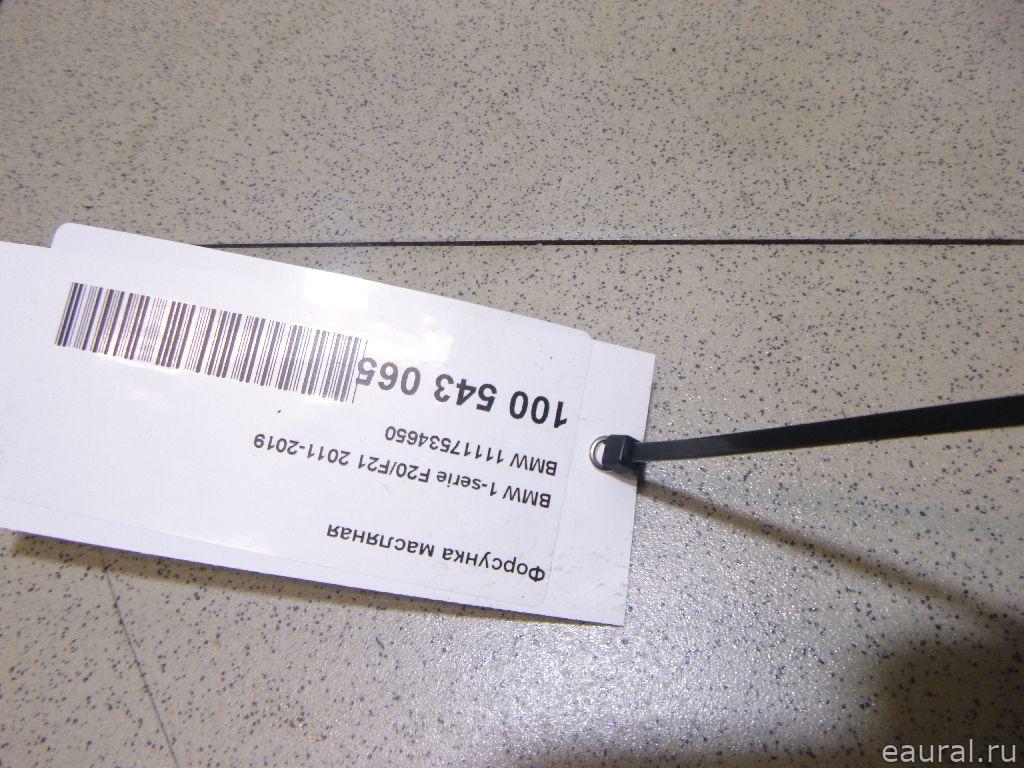 Форсунка масляная
BMW 1-serie F20/F21 2011-2019
BMW 11117534650
100 543 065
eaural.ru